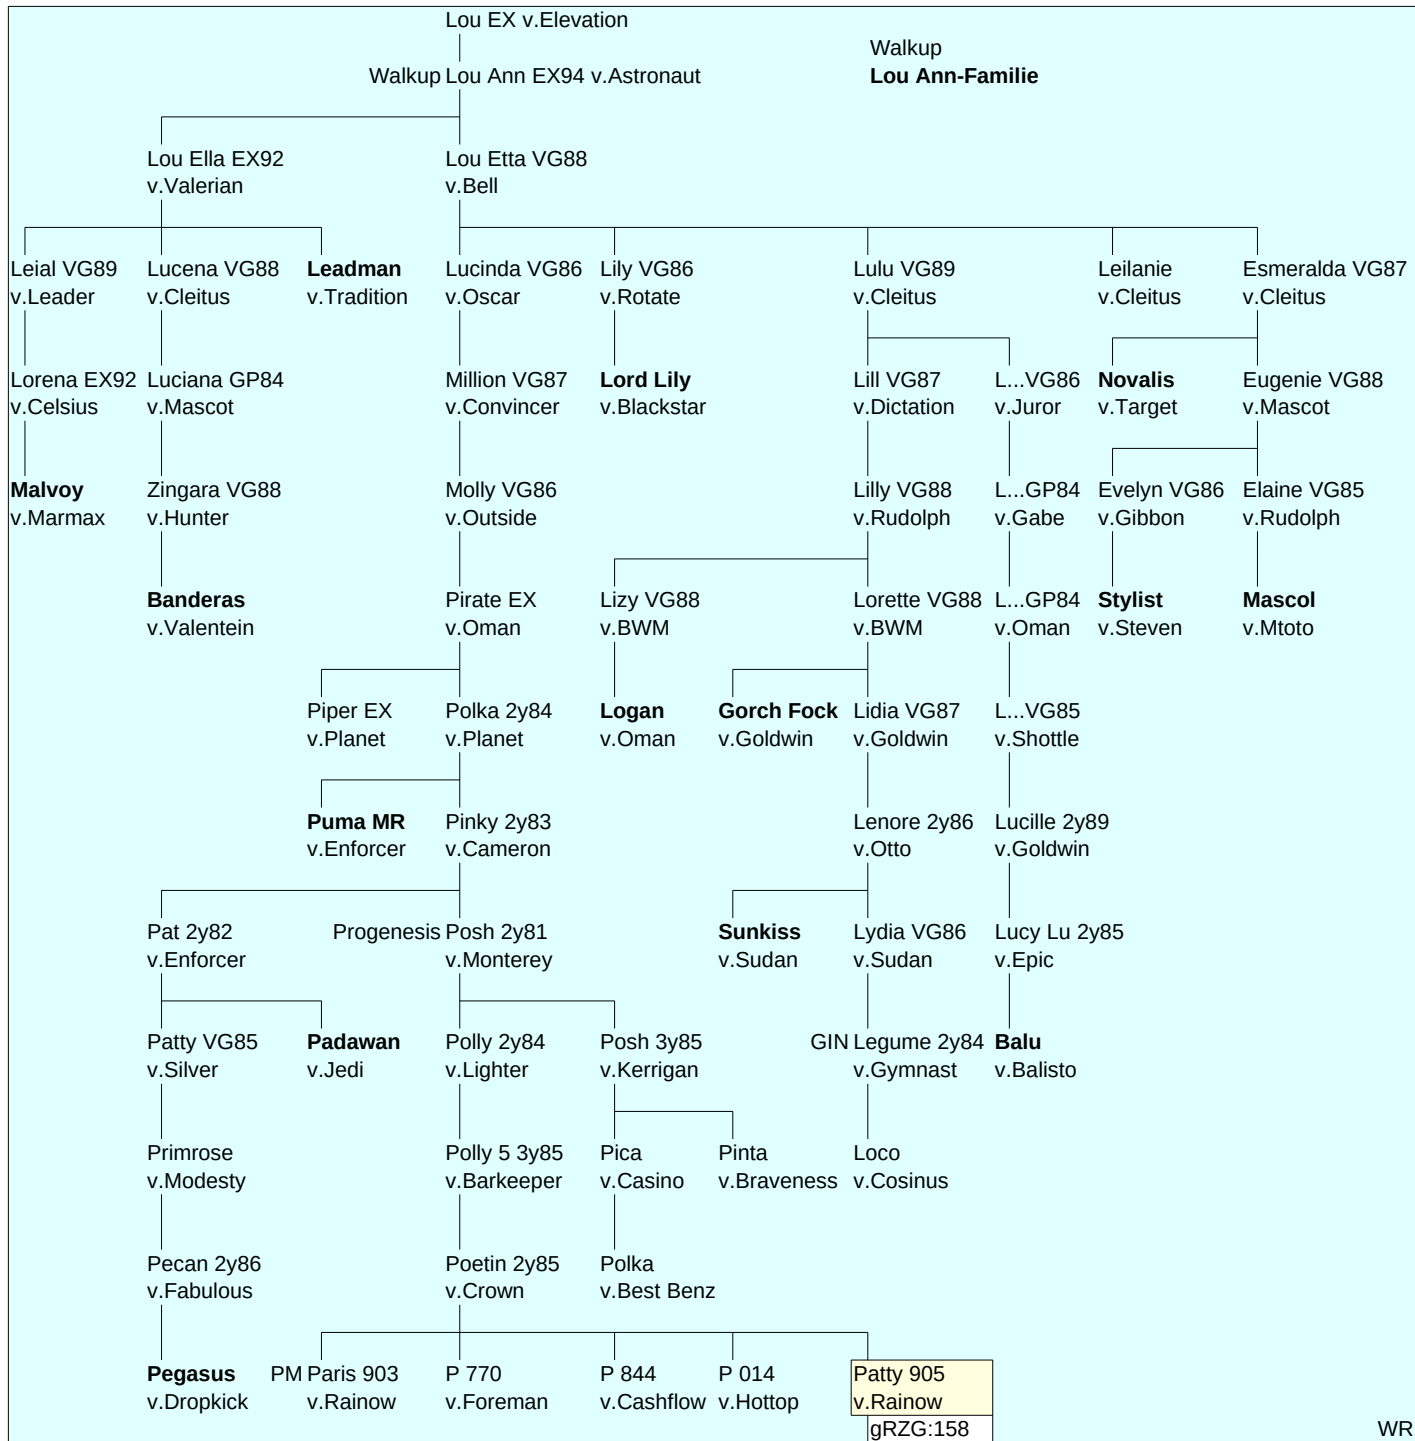 Lou EX v.Elevation
Walkup
Walkup Lou Ann EX94 v.Astronaut
Lou Ann-Familie
Lou Ella EX92 Lou Etta VG88
v.Valerian v.Bell
Leial VG89 Lucena VG88 Leadman Lucinda VG86 Lily VG86 Lulu VG89 Leilanie Esmeralda VG87
v.Leader v.Cleitus v.Tradition v.Oscar v.Rotate v.Cleitus v.Cleitus v.Cleitus
Lorena EX92 Luciana GP84 Million VG87 Lord Lily Lill VG87 L...VG86 Novalis Eugenie VG88
v.Celsius v.Mascot v.Convincer v.Blackstar v.Dictation v.Juror v.Target v.Mascot
Malvoy Zingara VG88 Molly VG86 Lilly VG88 L...GP84 Evelyn VG86 Elaine VG85
v.Marmax v.Hunter v.Outside v.Rudolph v.Gabe v.Gibbon v.Rudolph
Banderas Pirate EX Lizy VG88 Lorette VG88 L...GP84 Stylist Mascol
v.Valentein v.Oman v.BWM v.BWM v.Oman v.Steven v.Mtoto
Piper EX Polka 2y84 Logan Gorch Fock Lidia VG87 L...VG85
v.Planet v.Planet v.Oman v.Goldwin v.Goldwin v.Shottle
Puma MR Pinky 2y83 Lenore 2y86 Lucille 2y89
v.Enforcer v.Cameron v.Otto v.Goldwin
Pat 2y82 Progenesis Posh 2y81 Sunkiss Lydia VG86 Lucy Lu 2y85
v.Enforcer v.Monterey v.Sudan v.Sudan v.Epic
Patty VG85 Padawan Polly 2y84 Posh 3y85 GIN Legume 2y84 Balu
v.Silver v.Jedi v.Lighter v.Kerrigan v.Gymnast v.Balisto
Primrose Polly 5 3y85 Pica Pinta Loco
v.Modesty v.Barkeeper v.Casino v.Braveness v.Cosinus
Pecan 2y86 Poetin 2y85 Polka
v.Fabulous v.Crown v.Best Benz
Pegasus PM Paris 903 P 770 P 844 P 014 Patty 905
v.Dropkick v.Rainow v.Foreman v.Cashflow v.Hottop v.Rainow
gRZG:158 WR